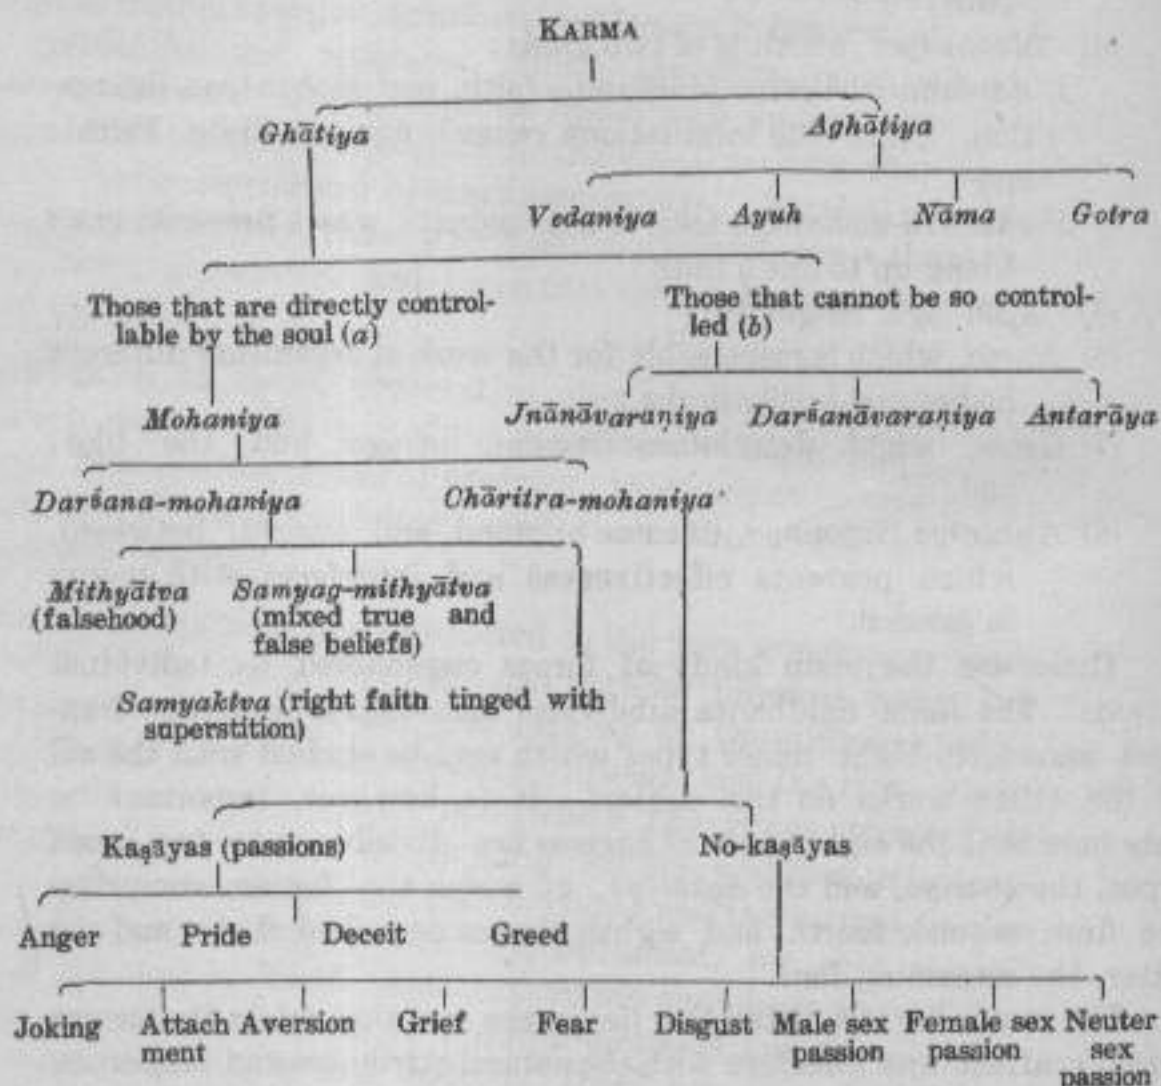 KARMA
Ghātiya Aghātiya
Vedaniya Ayuh Nāma Gotra
Those that are directly control-
lable by the soul (a)
Those that cannot be so control-
led (b)
Mohaniya
Jnānāvaraṇiya Darśanāvaraṇiya Antarāya
Darśana-mohaniya Chāritra-mohaniya
Mithyātva
(falsehood)
Samyag-mithyātva
(mixed true and
false beliefs)
Samyaktva (right faith tinged with
superstition)
Kaṣāyas (passions) No-kaṣāyas
Anger Pride Deceit Greed
Joking
Attach
ment
Aversion
Grief
Fear
Disgust
Male sex
passion
Female sex
passion
Neuter
sex
passion